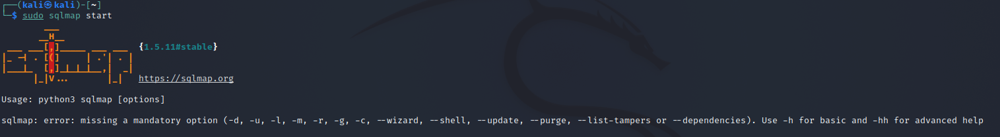 ┌──(kali㉿kali)-[~]
└─$ sudo sqlmap start
        ___
       __H__
 ___ ___[,]_____ ___ ___  {1.5.11#stable}
|_ -| . [(]     | .'| . |
|___|_  [,]_|_|_|__,|  _|
      |_|V...       |_|   https://sqlmap.org
Usage: python3 sqlmap [options]
sqlmap: error: missing a mandatory option (-d, -u, -l, -m, -r, -g, -c, --wizard, --shell, --update, --purge, --list-tampers or --dependencies). Use -h for basic and -hh for advanced help